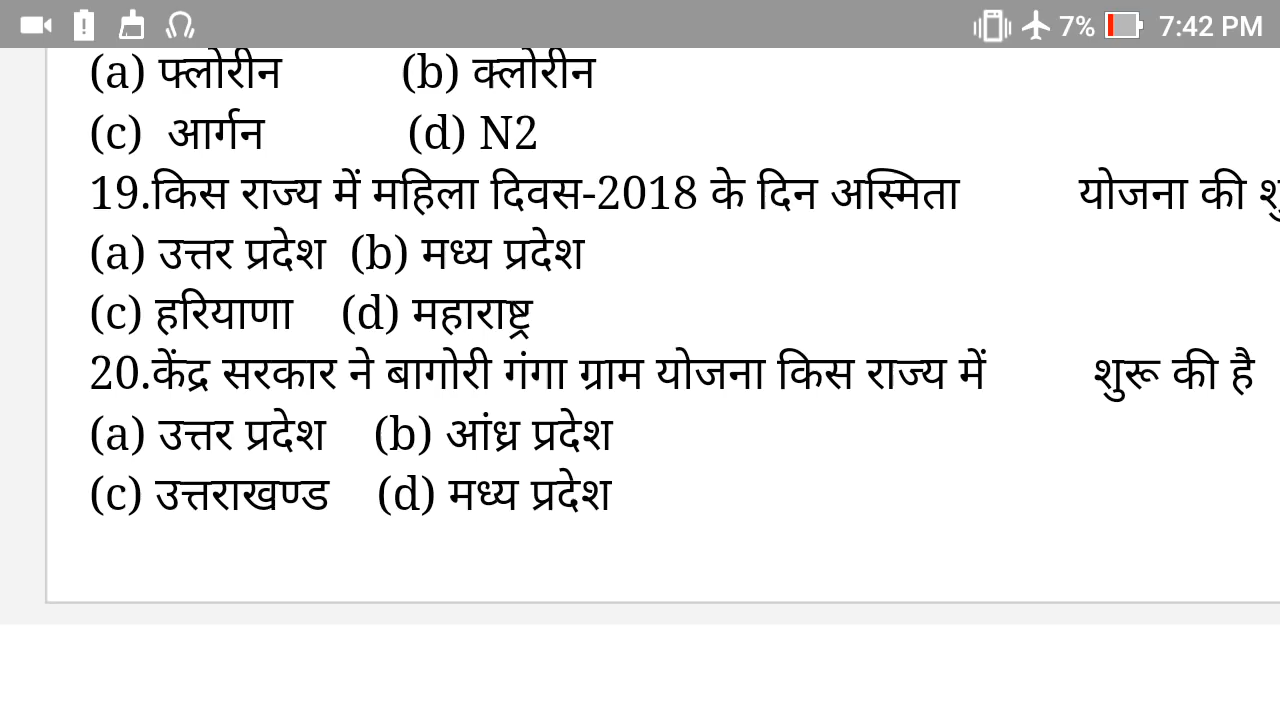 7% 7:42 PM
(a) फ्लोरीन (b) क्लोरीन
(c) आर्गन (d) N2
19.किस राज्य में महिला दिवस-2018 के दिन अस्मिता योजना की
(a) उत्तर प्रदेश (b) मध्य प्रदेश
(c) हरियाणा (d) महाराष्ट्र
20.केंद्र सरकार ने बागोरी गंगा ग्राम योजना किस राज्य में शुरू की है
(a) उत्तर प्रदेश (b) आंध्र प्रदेश
(c) उत्तराखण्ड (d) मध्य प्रदेश